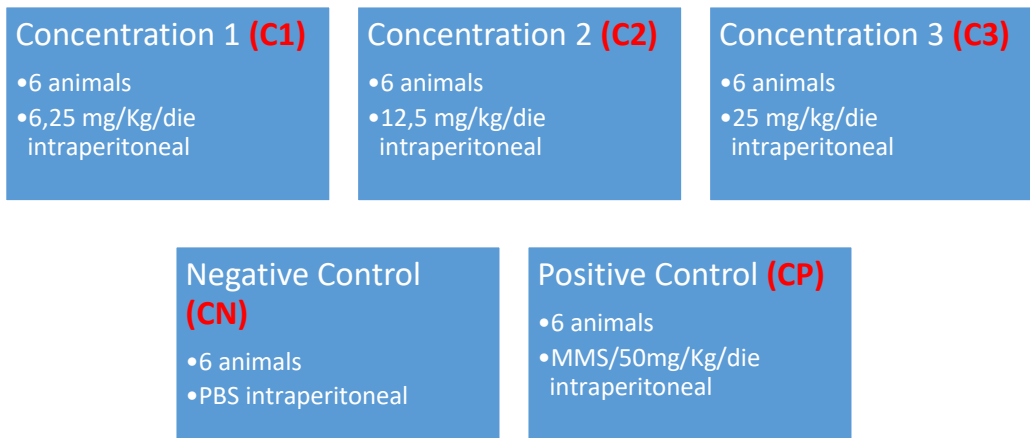 Concentration 1 (C1)
•6 animals
•6,25 mg/Kg/die
intraperitoneal
Concentration 2 (C2)
•6 animals
•12,5 mg/kg/die
intraperitoneal
Concentration 3 (C3)
•6 animals
•25 mg/kg/die
intraperitoneal
Negative Control
(CN)
•6 animals
•PBS intraperitoneal
Positive Control (CP)
•6 animals
•MMS/50mg/Kg/die
intraperitoneal